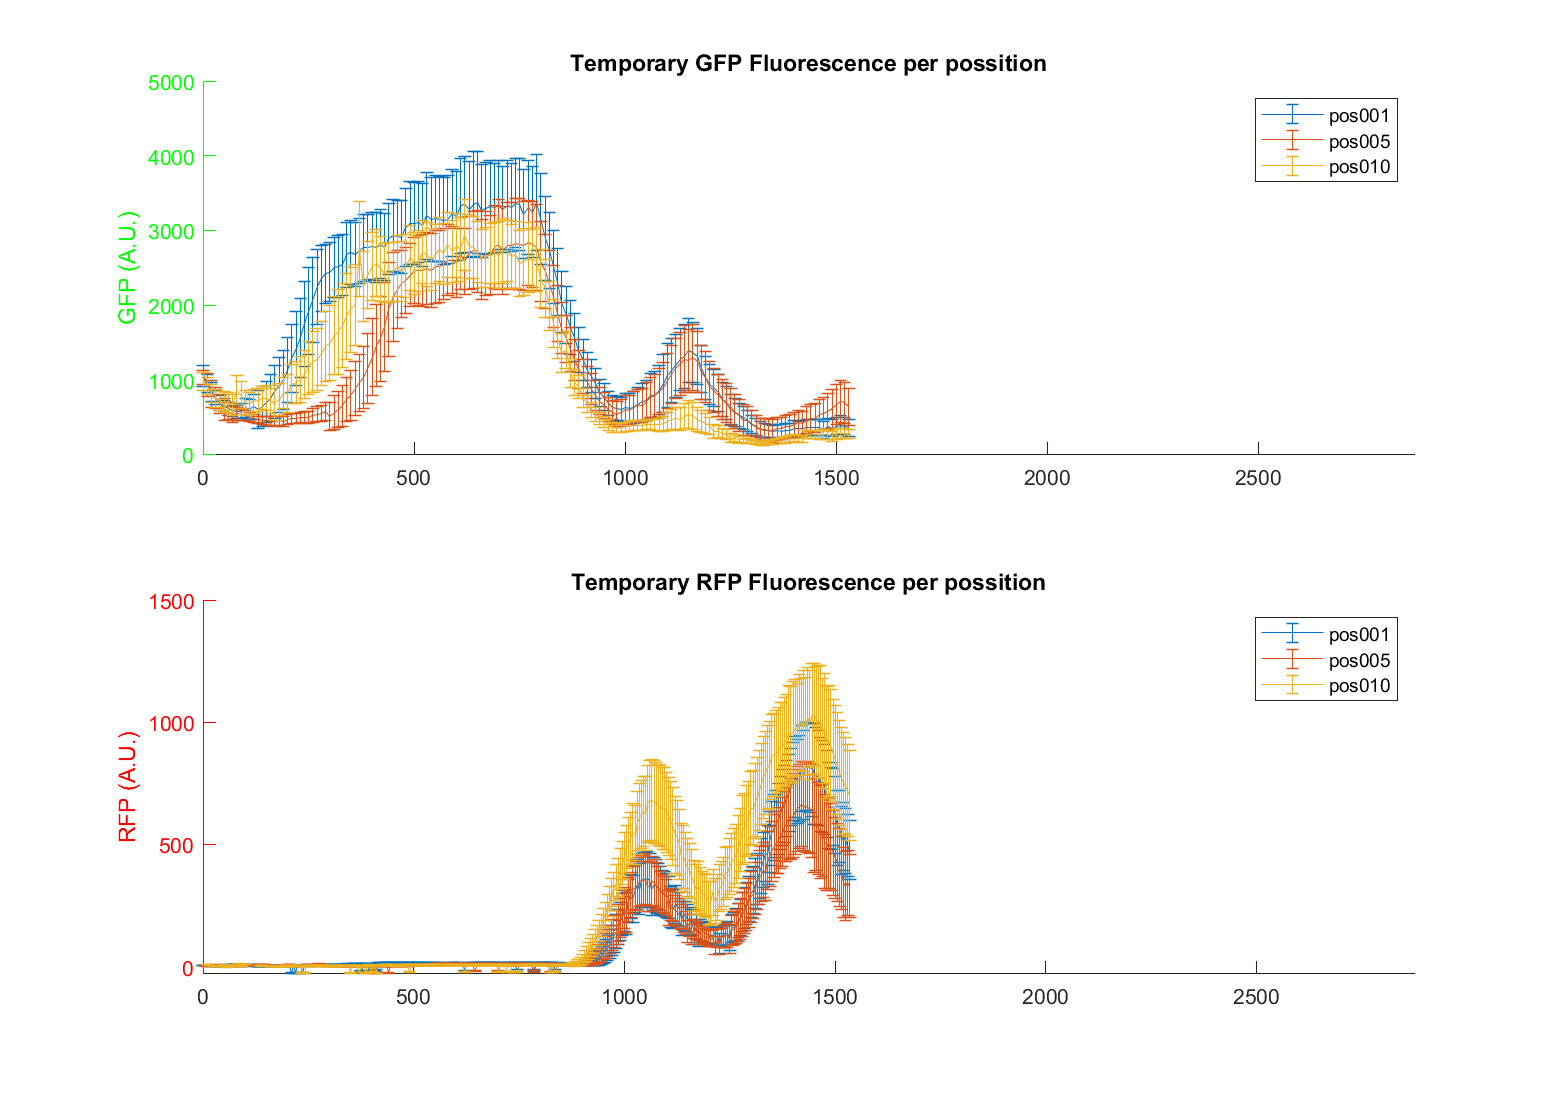 Temporary GFP Fluorescence per possition
5000
4000
3000
2000
1000
0
GFP (A.U.)
pos001
pos005
pos010
0 500 1000 1500 2000 2500
Temporary RFP Fluorescence per possition
1500
1000
500
0
RFP (A.U.)
pos001
pos005
pos010
0 500 1000 1500 2000 2500